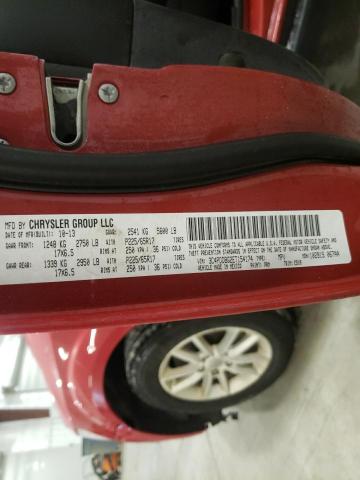 MFD BY CHRYSLER GROUP LLC
DATE OF MFR(BUILT): 10-13 GVWR: 2541 KG 5600 LB
GAWR FRONT 1248 KG 2750 LB WITH P225/65R17 TIRES
17X6.5 RIMS AT 250 KPA 36 PSI COLD
GAWR REAR 1339 KG 2950 LB WITH P225/65R17 TIRES
17X6.5 RIMS AT 250 KPA 36 PSI COLD
THIS VEHICLE CONFORMS TO ALL APPLICABLE U.S.A. FEDERAL MOTOR VEHICLE SAFETY AND
THEFT PREVENTION STANDARDS IN EFFECT ON THE DATE OF MANUFACTURE SHOWN ABOVE.
TYPE:
MADE IN MEXICO PAINT: TRIM: